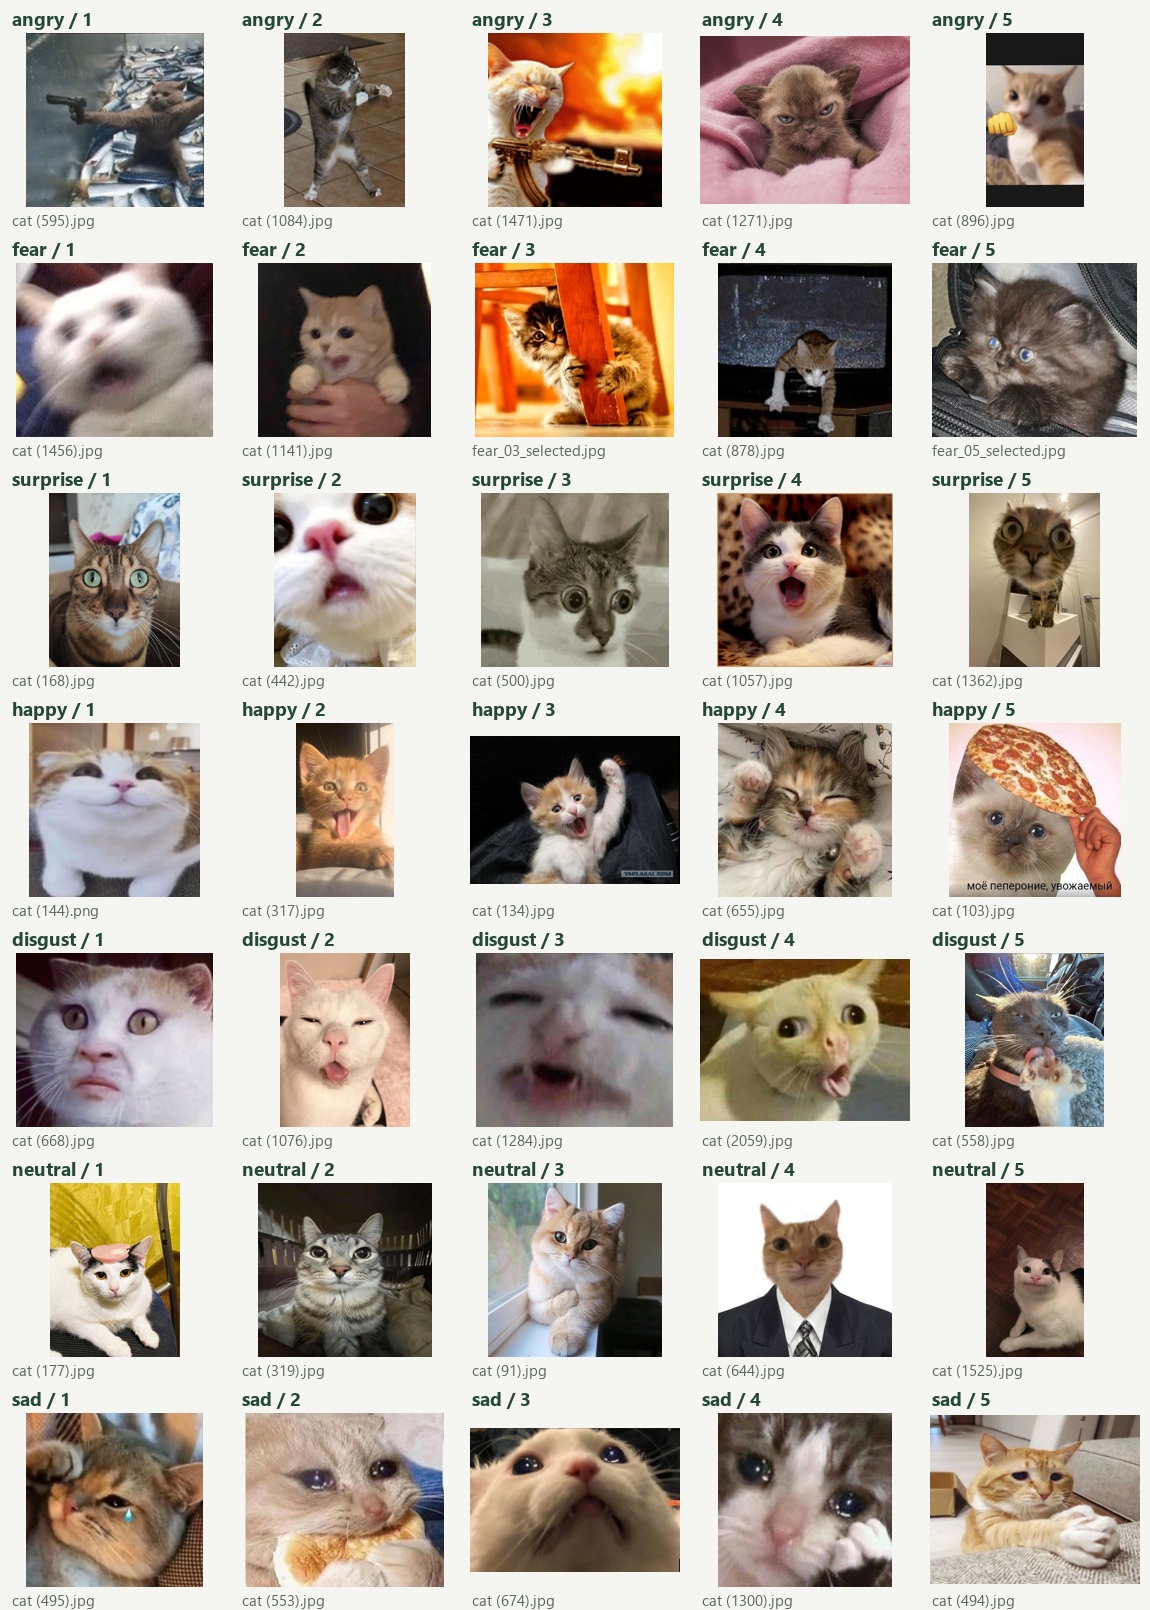 angry / 1
angry / 2
angry / 3
angry / 4
angry / 5
cat (595).jpg
cat (1084).jpg
cat (1471).jpg
cat (1271).jpg
cat (896).jpg
fear / 1
fear / 2
fear / 3
fear / 4
fear / 5
cat (1456).jpg
cat (1141).jpg
fear_03_selected.jpg
cat (878).jpg
fear_05_selected.jpg
surprise / 1
surprise / 2
surprise / 3
surprise / 4
surprise / 5
cat (168).jpg
cat (442).jpg
cat (500).jpg
cat (1057).jpg
cat (1362).jpg
happy / 1
happy / 2
happy / 3
happy / 4
happy / 5
YAPLAKAL.COM
моё пепероние, уважаемый
cat (144).png
cat (317).jpg
cat (134).jpg
cat (655).jpg
cat (103).jpg
disgust / 1
disgust / 2
disgust / 3
disgust / 4
disgust / 5
cat (668).jpg
cat (1076).jpg
cat (1284).jpg
cat (2059).jpg
cat (558).jpg
neutral / 1
neutral / 2
neutral / 3
neutral / 4
neutral / 5
cat (177).jpg
cat (319).jpg
cat (91).jpg
cat (644).jpg
cat (1525).jpg
sad / 1
sad / 2
sad / 3
sad / 4
sad / 5
cat (495).jpg
cat (553).jpg
cat (674).jpg
cat (1300).jpg
cat (494).jpg